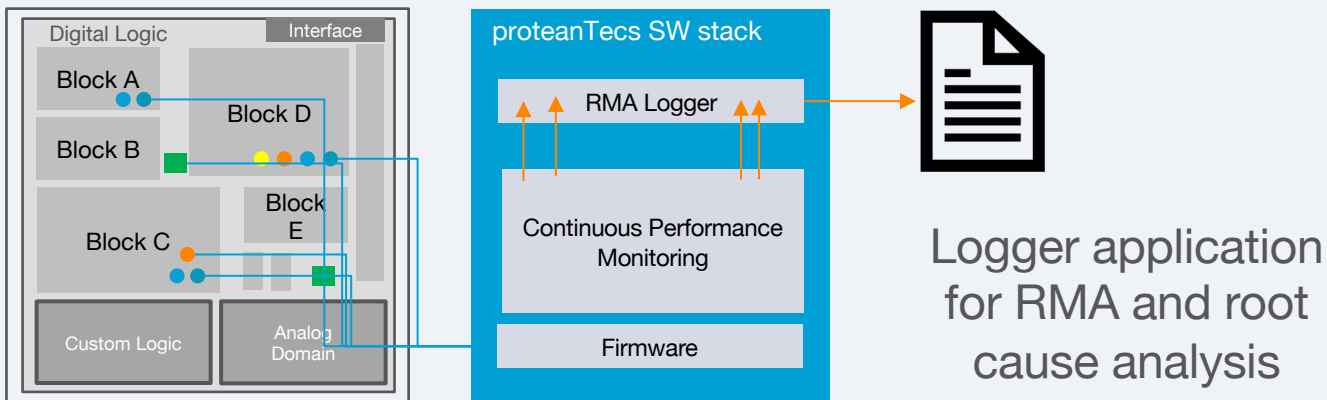 Digital Logic
Interface
Block A
Block B
Block D
Block
E
Block C
Custom Logic
Analog
Domain
proteanTecs SW stack
RMA Logger
Continuous Performance
Monitoring
Firmware
Logger application
for RMA and root
cause analysis